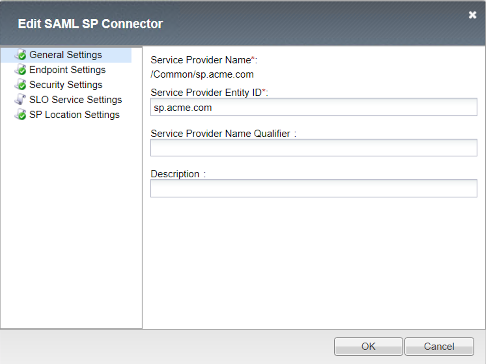 Edit SAML SP Connector
General Settings
Endpoint Settings
Security Settings
SLO Service Settings
SP Location Settings
Service Provider Name*:
/Common/sp.acme.com
Service Provider Entity ID*:
sp.acme.com
Service Provider Name Qualifier :
Description :
OK
Cancel